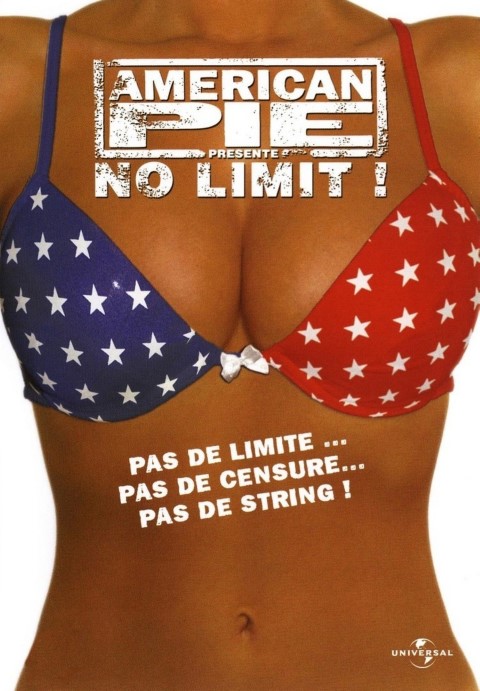 AMERICAN
PIE
PRESENTE
NO LIMIT !
PAS DE LIMITE ...
PAS DE CENSURE...
PAS DE STRING !
UNIVERSAL